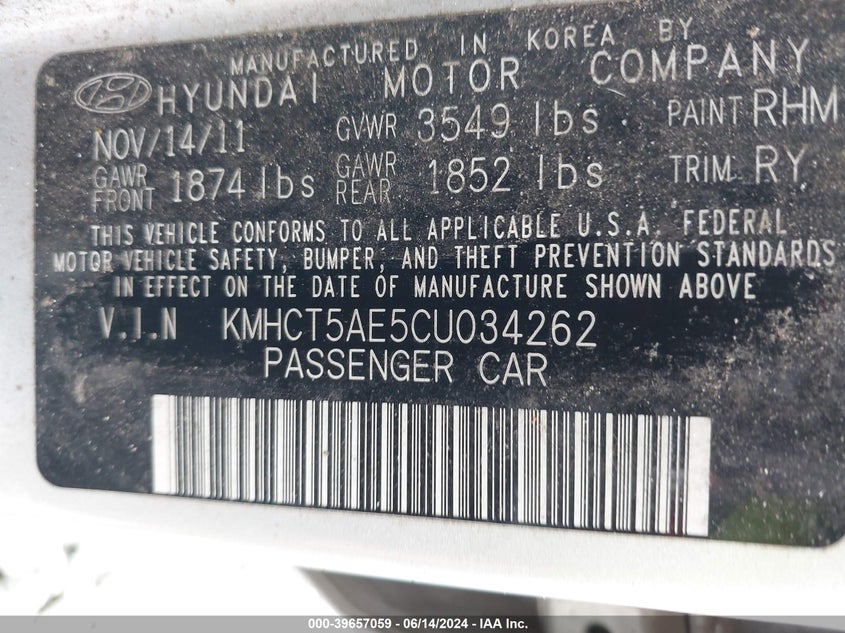 MANUFACTURED IN KOREA BY
HYUNDAI MOTOR COMPANY
NOV/14/11 GVWR 3549 lbs PAINT RHM
GAWR FRONT 1874 lbs GAWR REAR 1852 lbs TRIM RY
THIS VEHICLE CONFORMS TO ALL APPLICABLE U.S.A. FEDERAL
MOTOR VEHICLE SAFETY, BUMPER, AND THEFT PREVENTION STANDARDS
IN EFFECT ON THE DATE OF MANUFACTURE SHOWN ABOVE
V.I.N KMHCT5AE5CU034262
PASSENGER CAR
000-39657059 - 06/14/2024 - IAA Inc.